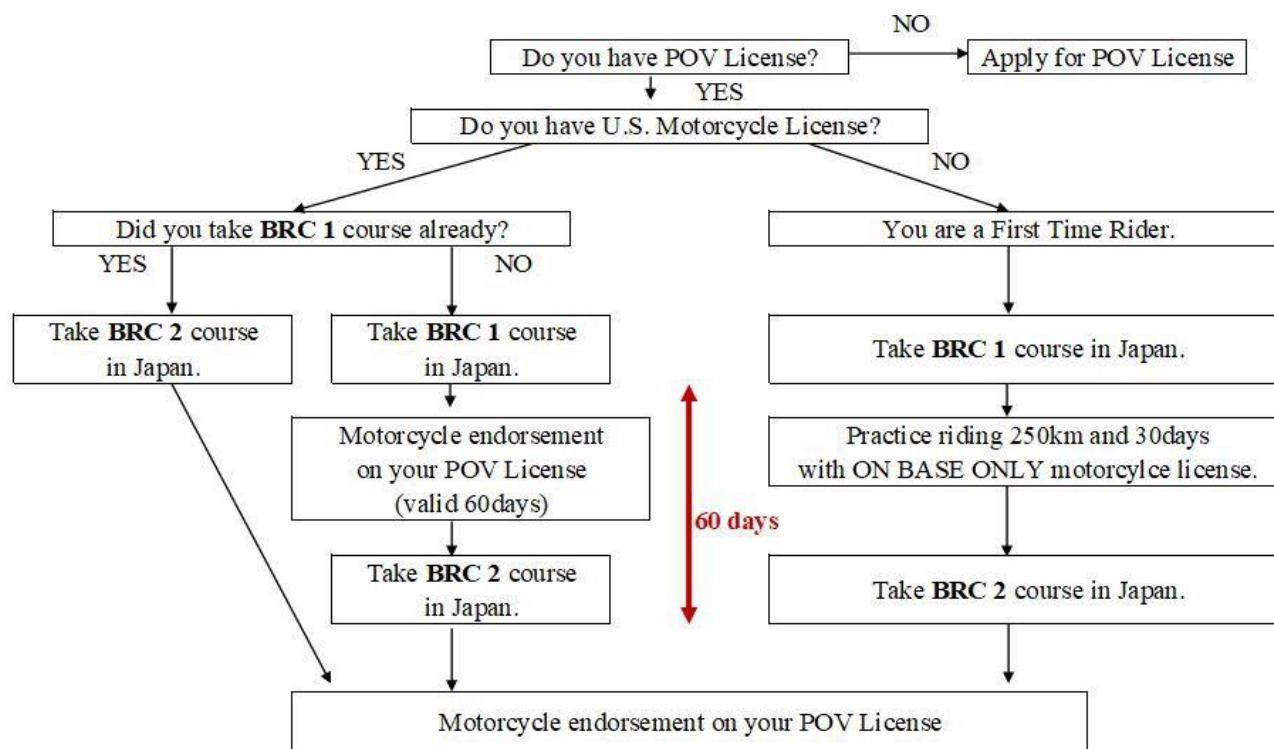 NO
Do you have POV License?
Apply for POV License
YES
Do you have U.S. Motorcycle License?
YES
NO
Did you take BRC 1 course already?
You are a First Time Rider.
YES
NO
Take BRC 2 course
in Japan.
Take BRC 1 course
in Japan.
Take BRC 1 course in Japan.
Motorcycle endorsement
on your POV License
(valid 60days)
Practice riding 250km and 30days
with ON BASE ONLY motorcylce license.
60 days
Take BRC 2 course
in Japan.
Take BRC 2 course in Japan.
Motorcycle endorsement on your POV License